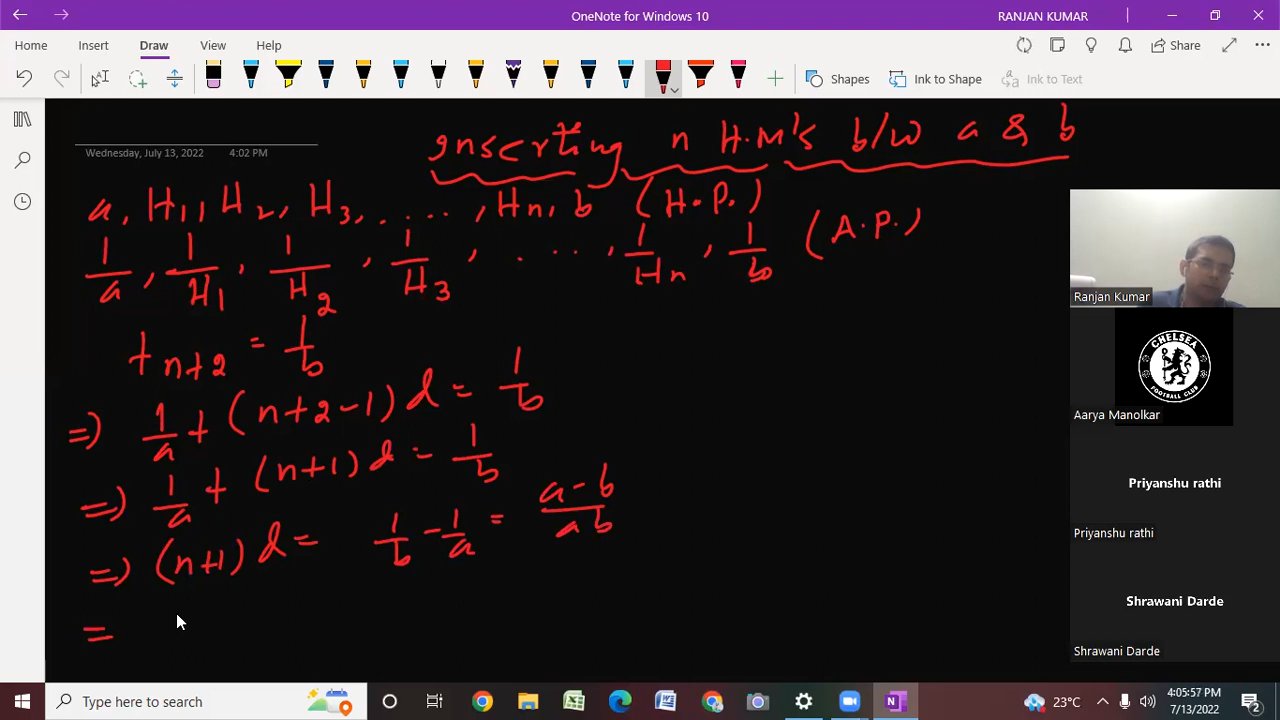 OneNote for Windows 10
RANJAN KUMAR
Home Insert Draw View Help
Share
Shapes
Ink to Shape
Ink to Text
Wednesday, July 13, 2022 4:02 PM
Inserting n H.M's b/w a & b
a, H1, H2, H3, ...., Hn, b (H.P.)
1/a, 1/H1, 1/H2, 1/H3, ...., 1/Hn, 1/b (A.P.)
t n+2 = 1/b
=) 1/a + (n+2-1) d = 1/b
=) 1/a + (n+1) d = 1/b
=) (n+1) d = 1/b - 1/a = a-b/ab
=
Ranjan Kumar
CHELSEA
FOOTBALL CLUB
Aarya Manolkar
Priyanshu rathi
Priyanshu rathi
Shrawani Darde
Shrawani Darde
Type here to search
23°C
4:05:57 PM
7/13/2022
2